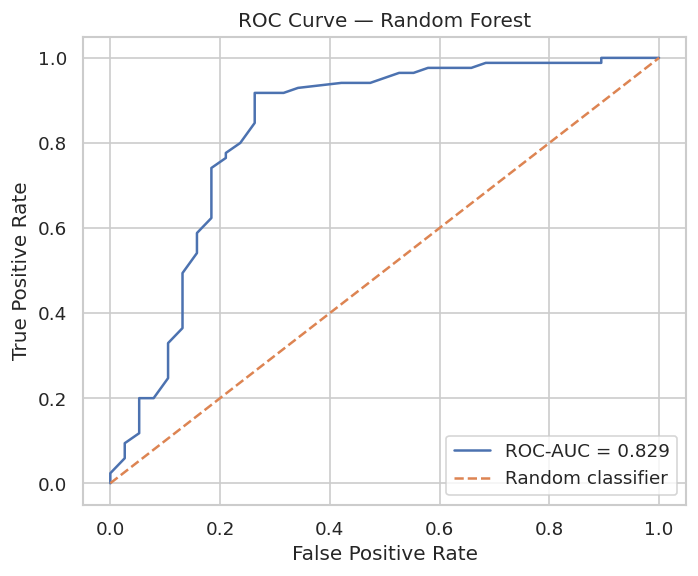 ROC Curve — Random Forest
1.0
0.8
0.6
0.4
0.2
0.0
True Positive Rate
0.0 0.2 0.4 0.6 0.8 1.0
False Positive Rate
ROC-AUC = 0.829
Random classifier